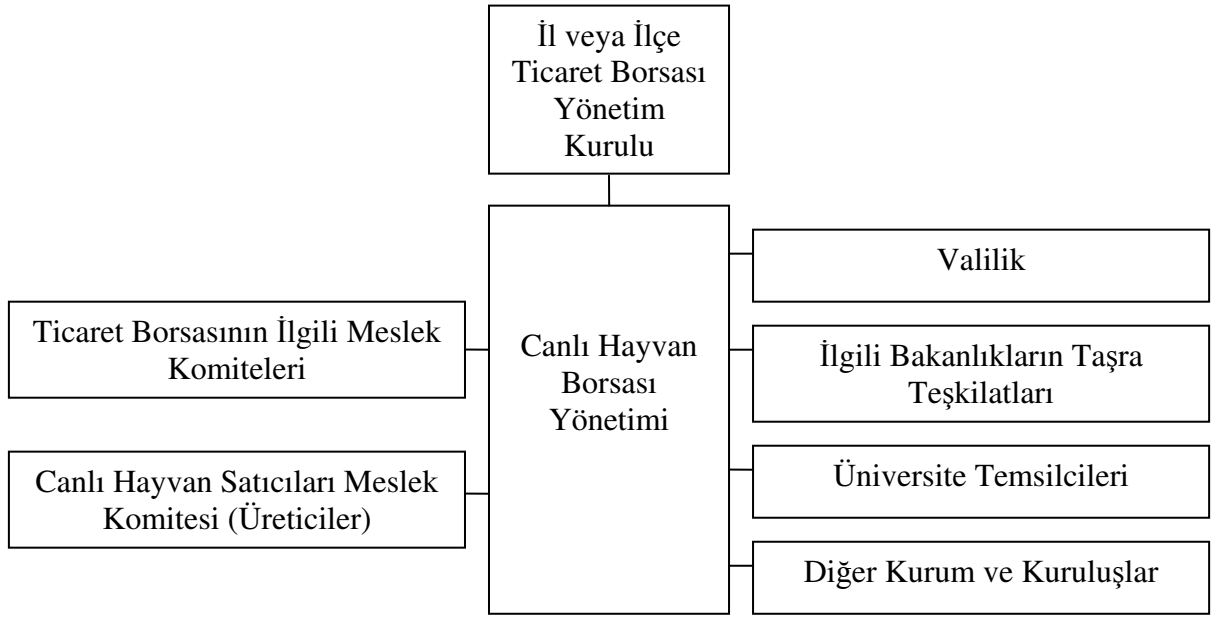 İl veya İlçe
Ticaret Borsası
Yönetim
Kurulu
Ticaret Borsasının İlgili Meslek
Komiteleri
Canlı Hayvan Satıcıları Meslek
Komitesi (Üreticiler)
Canlı Hayvan
Borsası
Yönetimi
Valilik
İlgili Bakanlıkların Taşra
Teşkilatları
Üniversite Temsilcileri
Diğer Kurum ve Kuruluşlar